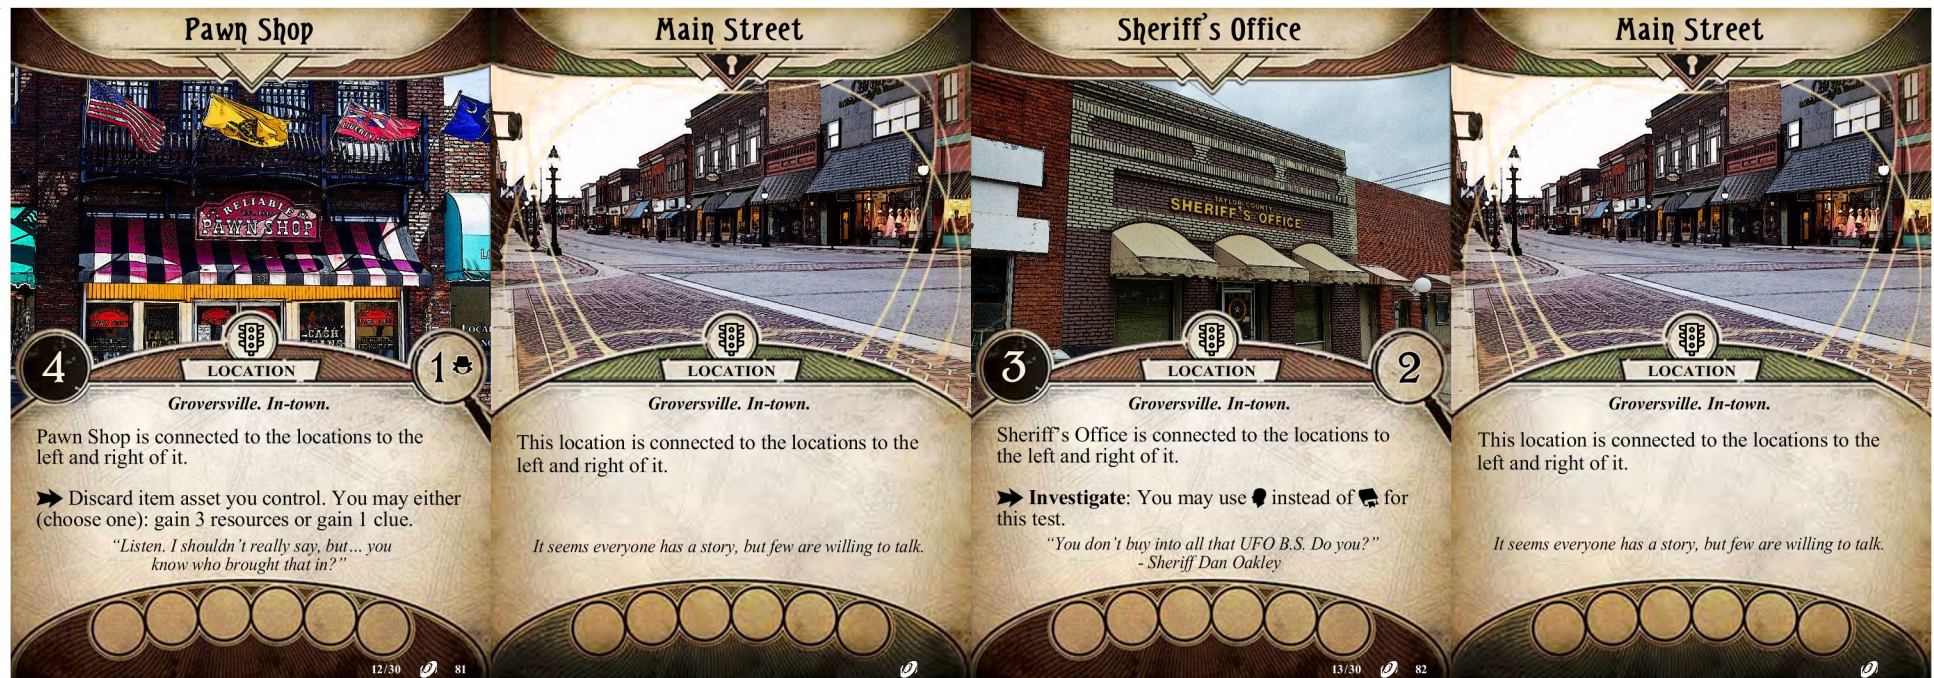 Pawn Shop
LIBERTY
RELIABLE
PAWN SHOP
CASH
4
1
LOCATION
Groversville. In-town.
Pawn Shop is connected to the locations to the
left and right of it.
Discard item asset you control. You may either
(choose one): gain 3 resources or gain 1 clue.
“Listen. I shouldn’t really say, but… you
know who brought that in?”
12/30 81
Main Street
LOCATION
Groversville. In-town.
This location is connected to the locations to the
left and right of it.
It seems everyone has a story, but few are willing to talk.
Sheriff’s Office
TAYLOR COUNTY
SHERIFF'S OFFICE
3
2
LOCATION
Groversville. In-town.
Sheriff’s Office is connected to the locations to
the left and right of it.
Investigate: You may use instead of for
this test.
“You don’t buy into all that UFO B.S. Do you?”
- Sheriff Dan Oakley
13/30 82
Main Street
LOCATION
Groversville. In-town.
This location is connected to the locations to the
left and right of it.
It seems everyone has a story, but few are willing to talk.